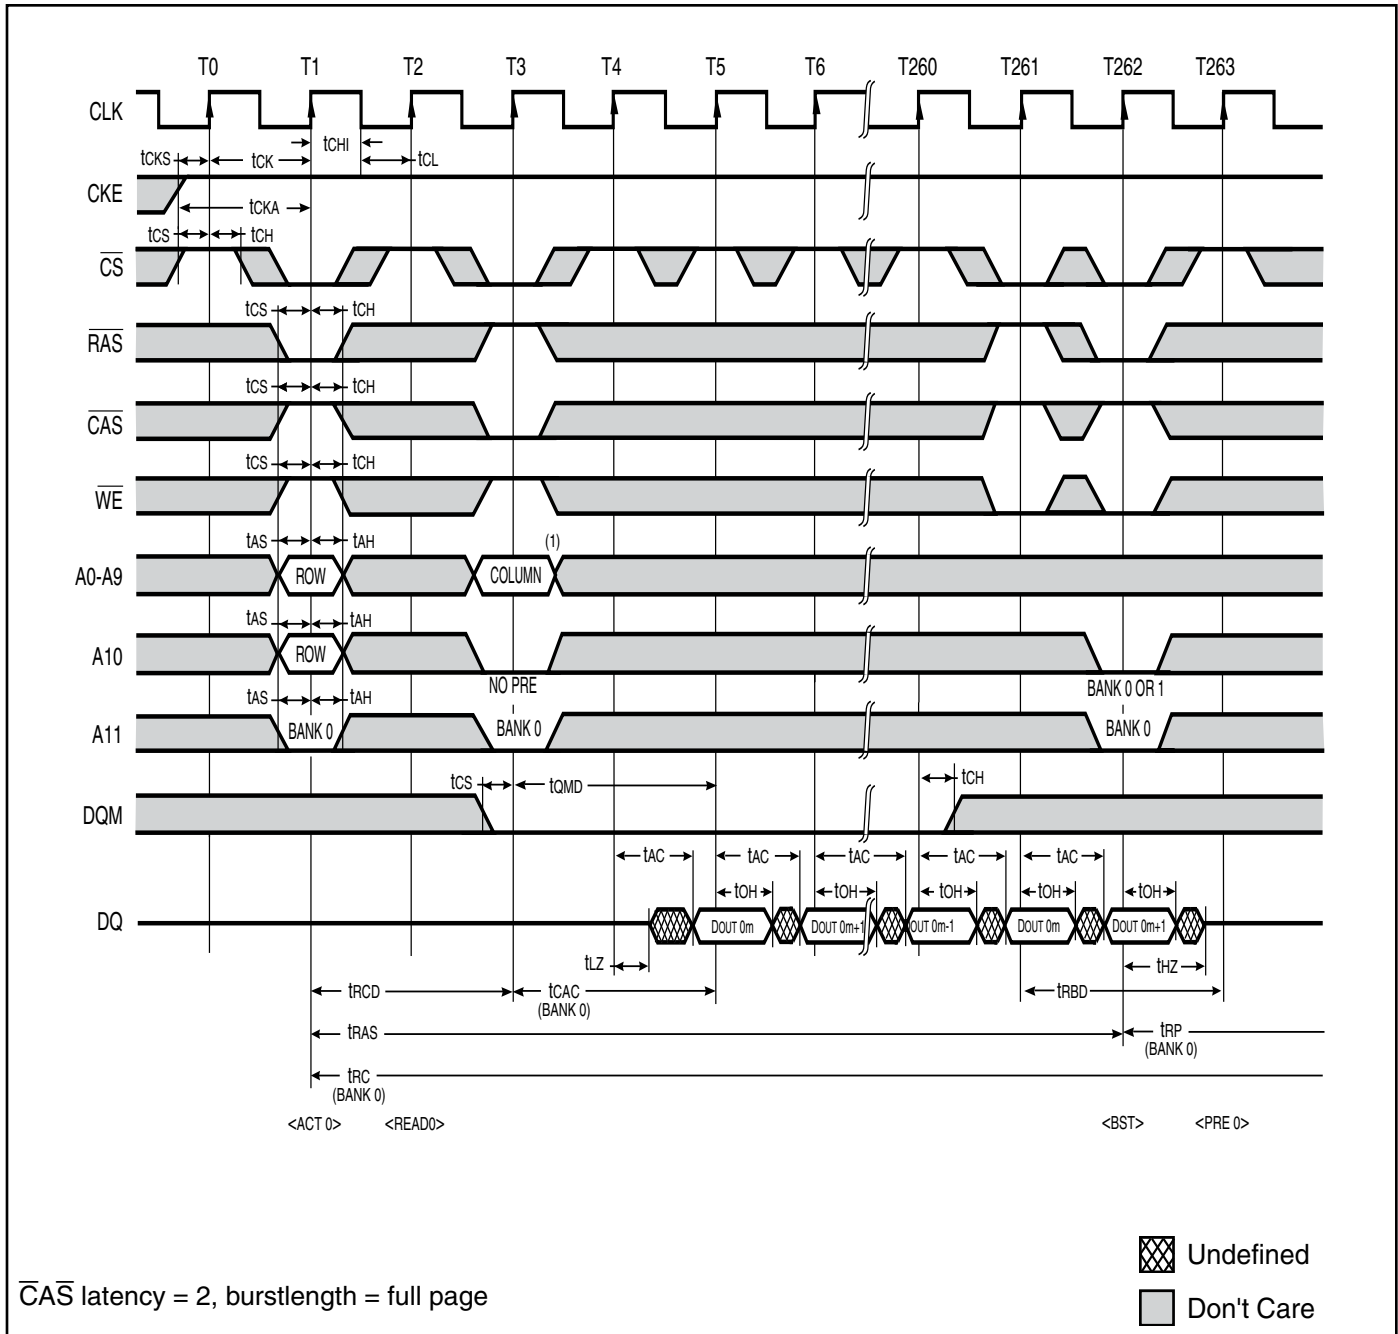 T0 T1 T2 T3 T4 T5 T6 T260 T261 T262 T263
CLK
tCHI
tCKS tCK tCL
CKE
tCKA
tCS tCH
CS
tCS tCH
RAS
tCS tCH
CAS
tCS tCH
WE
tAS tAH (1)
A0-A9 ROW COLUMN
tAS tAH
A10 ROW
NO PRE BANK 0 OR 1
tAS tAH
A11 BANK 0 BANK 0 BANK 0
tCS tQMD tCH
DQM
tAC tAC tAC tAC tAC
tOH tOH tOH tOH tOH
DQ DOUT 0m DOUT 0m+1 OUT 0m-1 DOUT 0m DOUT 0m+1
tLZ tHZ
tRCD tCAC tRBD
(BANK 0)
tRAS tRP
(BANK 0)
tRC
(BANK 0)
<ACT 0> <READ0> <BST> <PRE 0>
Undefined
CAS latency = 2, burstlength = full page
Don't Care